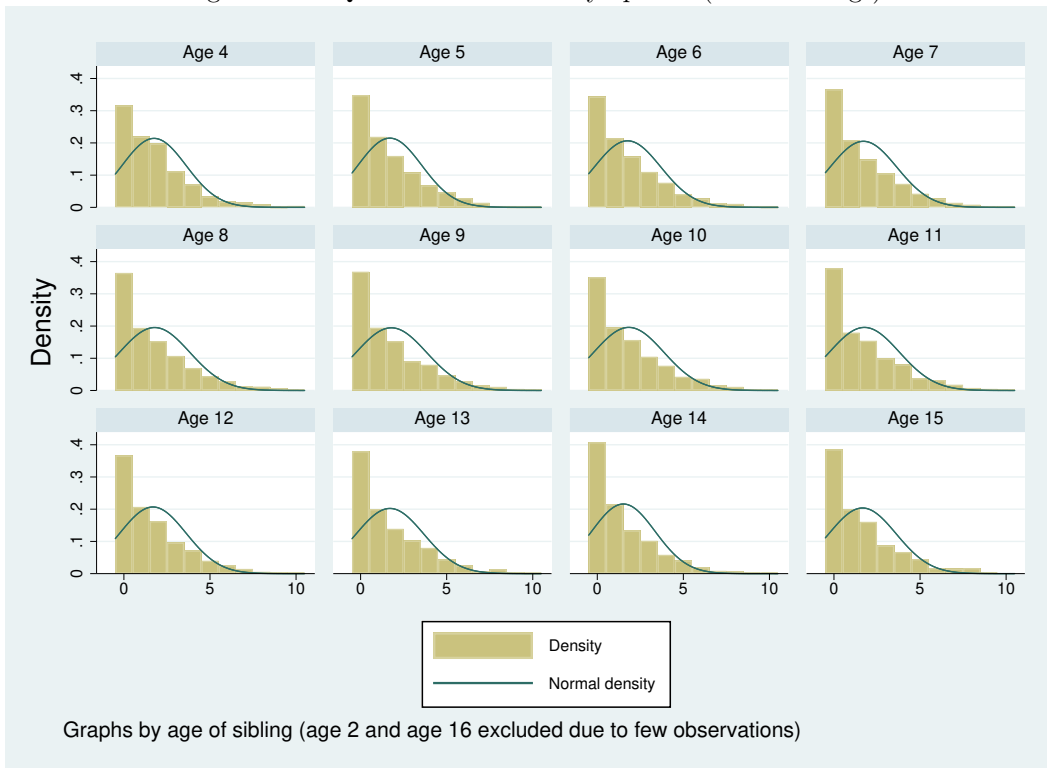 Age 4 Age 5 Age 6 Age 7
.4
.3
.2
.1
0
Age 8 Age 9 Age 10 Age 11
.4
.3
.2
.1
0
Density
Age 12 Age 13 Age 14 Age 15
.4
.3
.2
.1
0
0 5 10 0 5 10 0 5 10 0 5 10
Density
Normal density
Graphs by age of sibling (age 2 and age 16 excluded due to few observations)